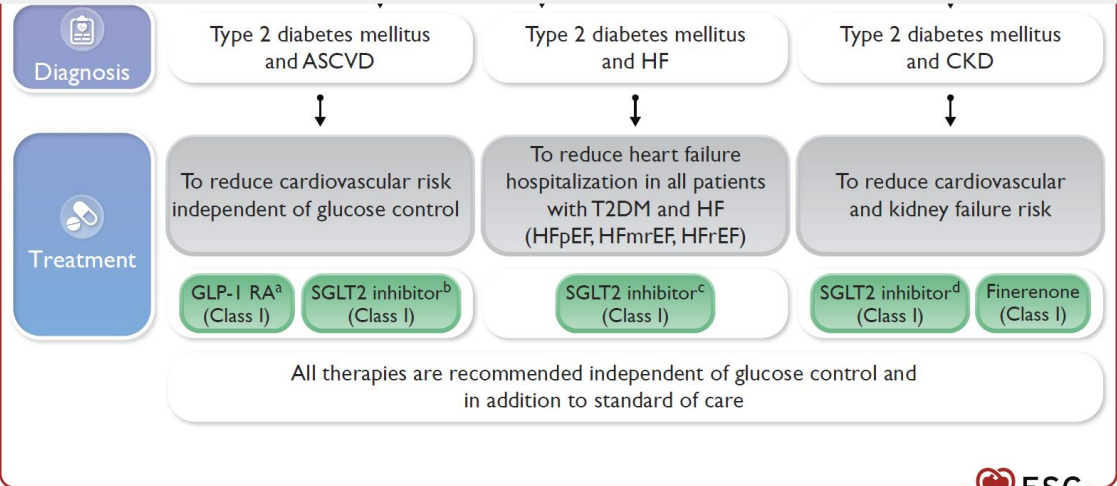 Diagnosis
Type 2 diabetes mellitus
and ASCVD
Type 2 diabetes mellitus
and HF
Type 2 diabetes mellitus
and CKD
Treatment
To reduce cardiovascular risk
independent of glucose control
To reduce heart failure
hospitalization in all patients
with T2DM and HF
(HFpEF, HFmrEF, HFrEF)
To reduce cardiovascular
and kidney failure risk
GLP-1 RAᵃ
(Class I)
SGLT2 inhibitorᵇ
(Class I)
SGLT2 inhibitorᶜ
(Class I)
SGLT2 inhibitorᵈ
(Class I)
Finerenone
(Class I)
All therapies are recommended independent of glucose control and
in addition to standard of care
ESC